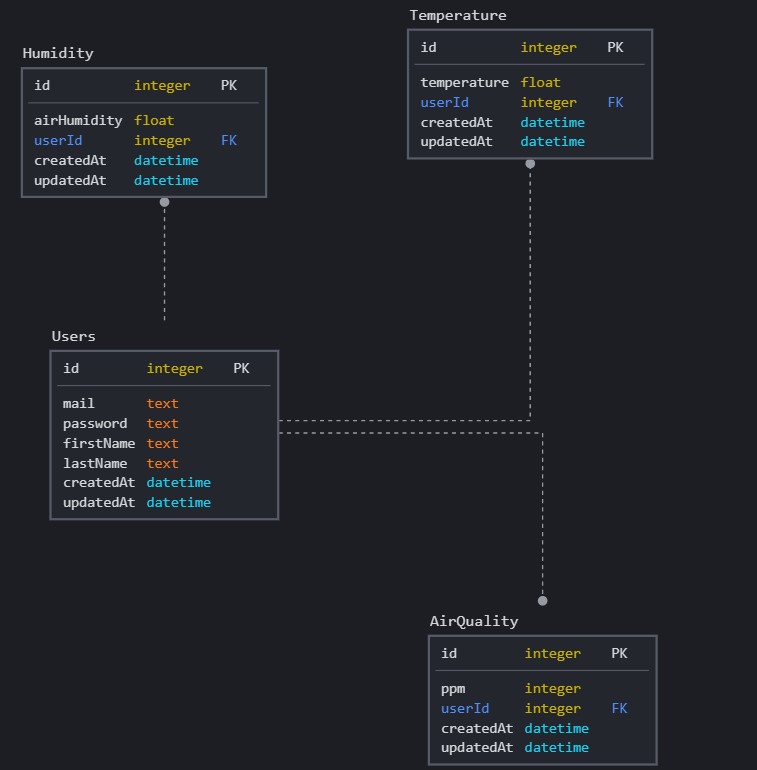 Temperature
id integer PK
temperature float
userId integer FK
createdAt datetime
updatedAt datetime
Humidity
id integer PK
airHumidity float
userId integer FK
createdAt datetime
updatedAt datetime
Users
id integer PK
mail text
password text
firstName text
lastName text
createdAt datetime
updatedAt datetime
AirQuality
id integer PK
ppm integer
userId integer FK
createdAt datetime
updatedAt datetime